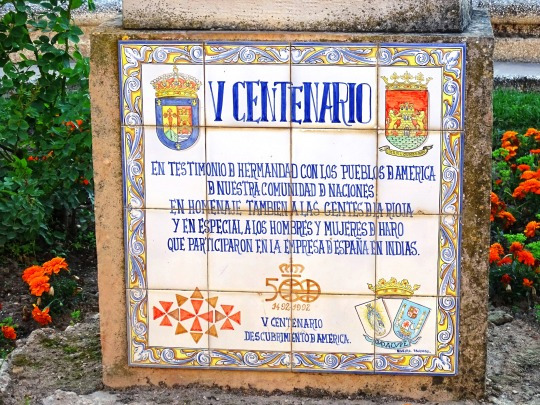 V CENTENARIO
EN TESTIMONIO D HERMANDAD CON LOS PUEBLOS D AMERICA
D NUESTRA COMUNIDAD D NACIONES
EN HOMENAJE TAMBIEN A LAS GENTES D LA RIOJA
Y EN ESPECIAL A LOS HOMBRES Y MUJERES D HARO
QUE PARTICIPARON EN LA EMPRESA D ESPAÑA EN INDIAS.
500
1492-1992
V CENTENARIO
DESCUBRIMIENTO D AMERICA.
GUADALUPE